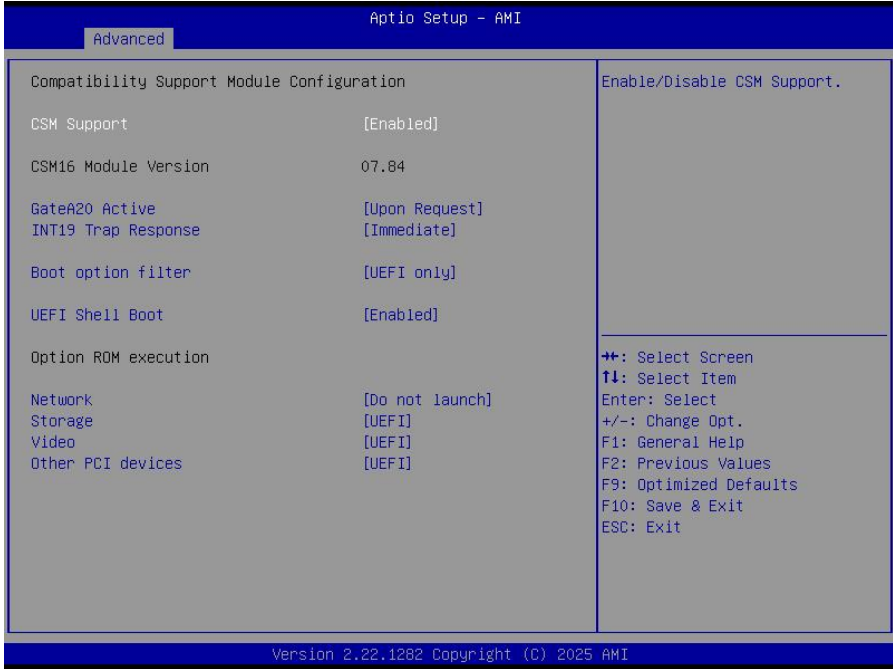 Aptio Setup – AMI
Advanced
Compatibility Support Module Configuration
CSM Support [Enabled]
CSM16 Module Version 07.84
GateA20 Active [Upon Request]
INT19 Trap Response [Immediate]
Boot option filter [UEFI only]
UEFI Shell Boot [Enabled]
Option ROM execution
Network [Do not launch]
Storage [UEFI]
Video [UEFI]
Other PCI devices [UEFI]
Enable/Disable CSM Support.
→←: Select Screen
↑↓: Select Item
Enter: Select
+/-: Change Opt.
F1: General Help
F2: Previous Values
F9: Optimized Defaults
F10: Save & Exit
ESC: Exit
Version 2.22.1282 Copyright (C) 2025 AMI